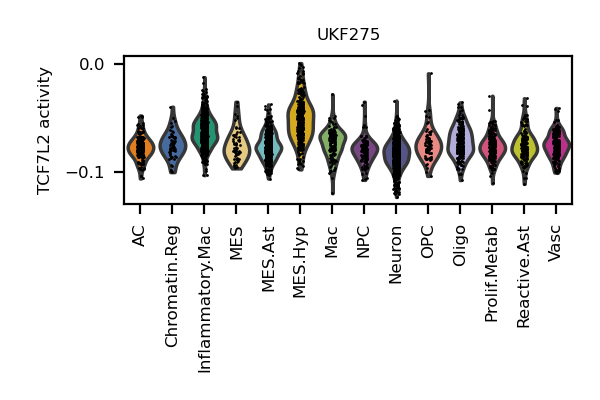 UKF275
TCF7L2 activity
0.0
−0.1
AC
Chromatin.Reg
Inflammatory.Mac
MES
MES.Ast
MES.Hyp
Mac
NPC
Neuron
OPC
Oligo
Prolif.Metab
Reactive.Ast
Vasc